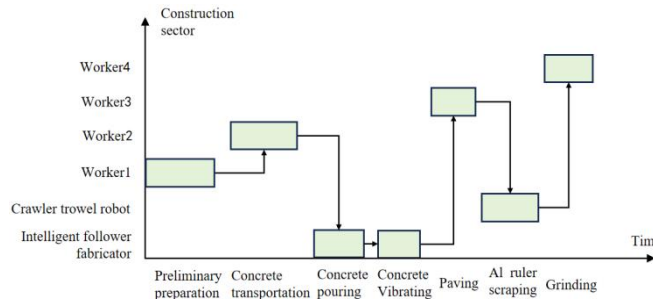 Construction
sector
Worker4
Worker3
Worker2
Worker1
Crawler trowel robot
Intelligent follower
fabricator
Tim
Preliminary
preparation
Concrete
transportation
Concrete
pouring
Concrete
Vibrating
Paving
Al ruler
scraping
Grinding